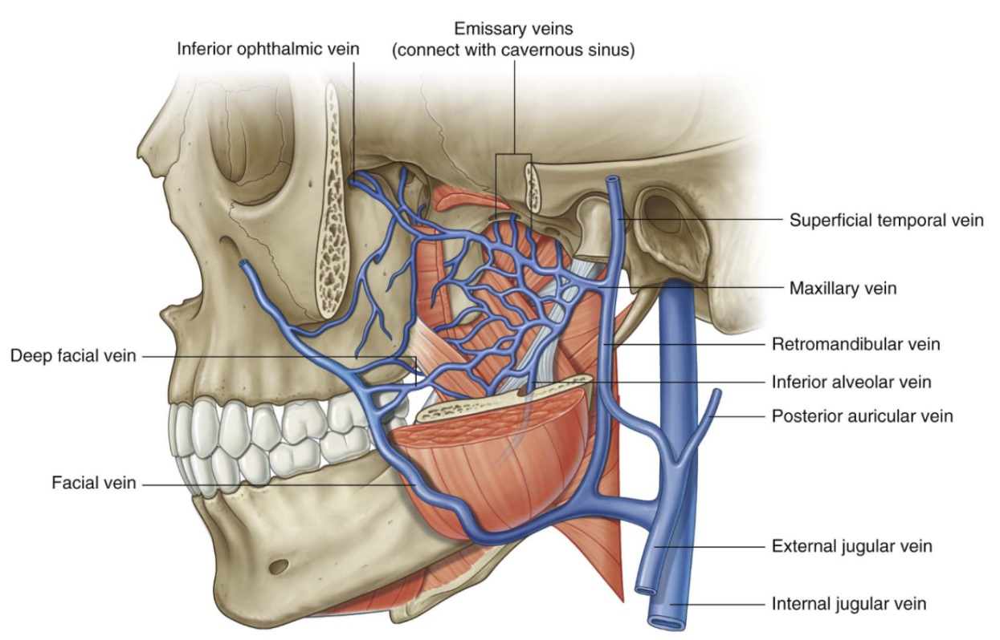 Emissary veins
(connect with cavernous sinus)
Inferior ophthalmic vein
Superficial temporal vein
Maxillary vein
Retromandibular vein
Deep facial vein
Inferior alveolar vein
Posterior auricular vein
Facial vein
External jugular vein
Internal jugular vein